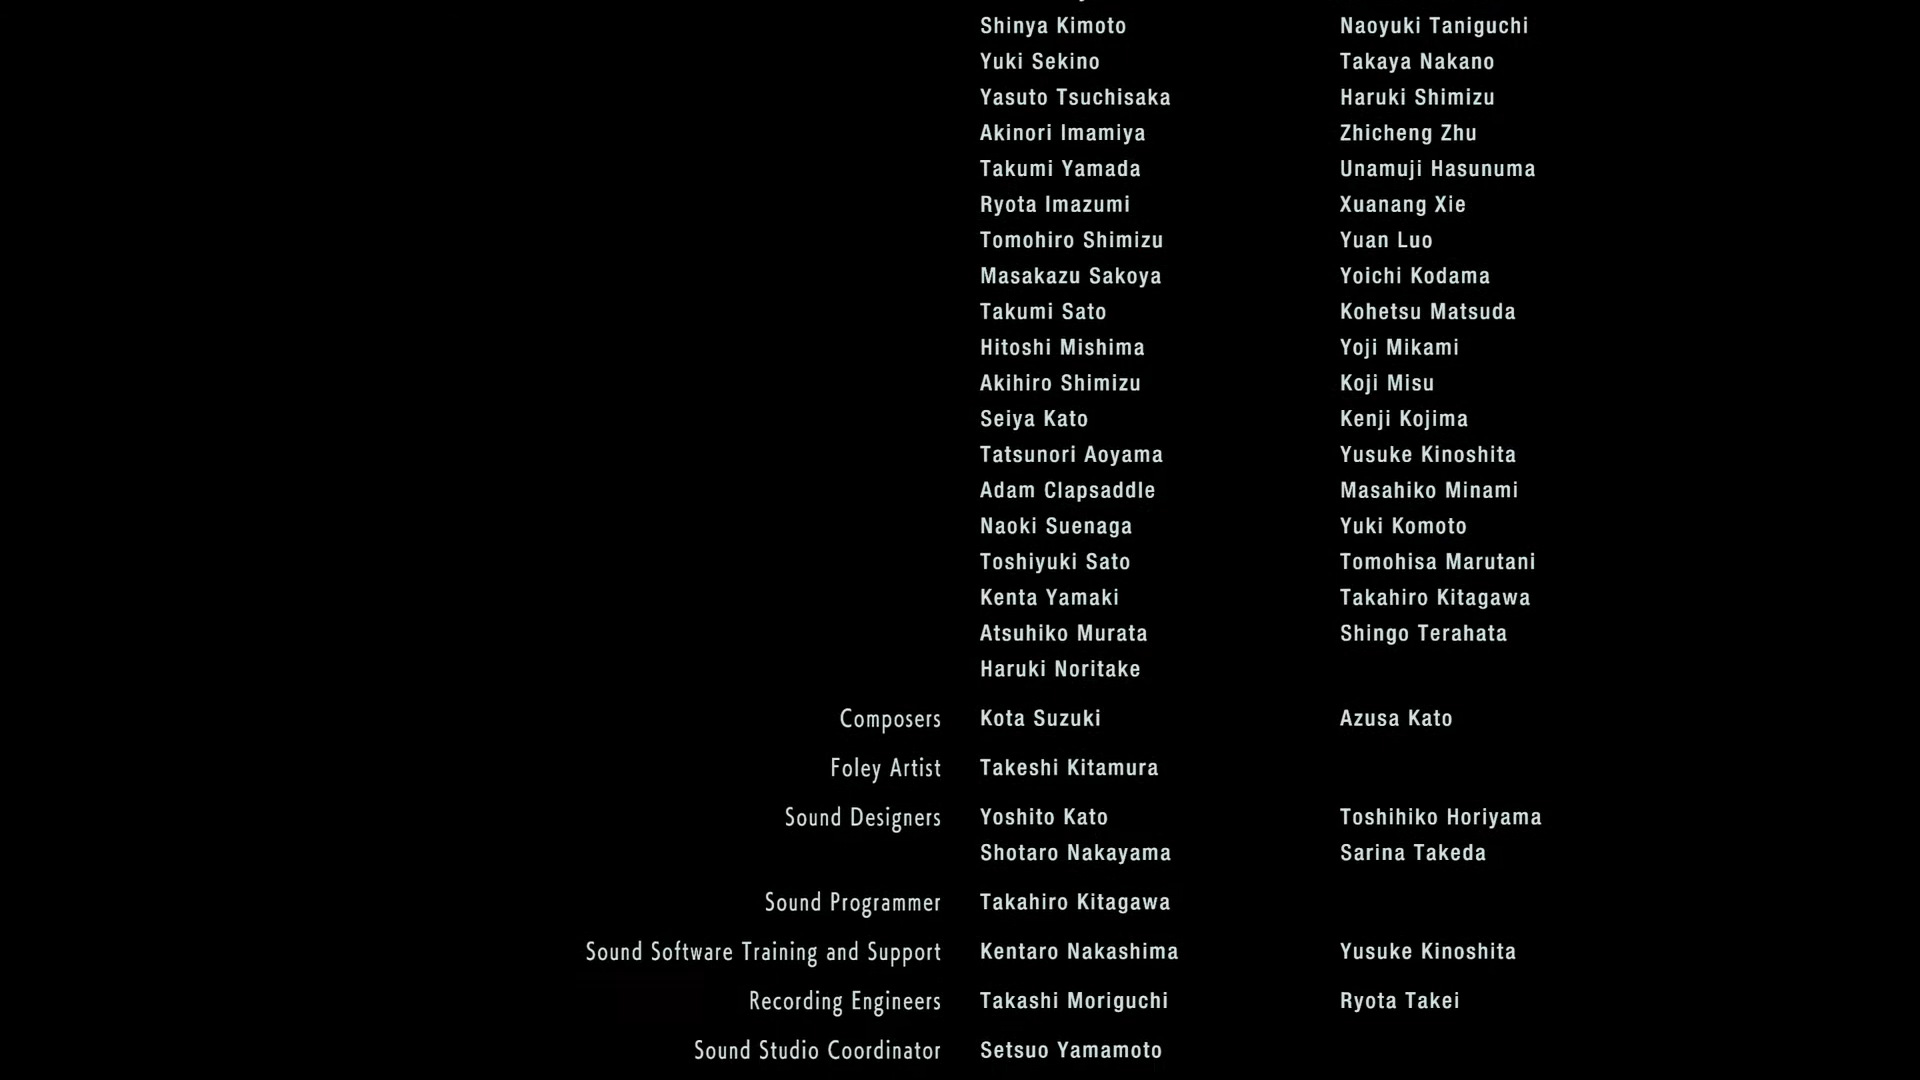 Shinya Kimoto Naoyuki Taniguchi
Yuki Sekino Takaya Nakano
Yasuto Tsuchisaka Haruki Shimizu
Akinori Imamiya Zhicheng Zhu
Takumi Yamada Unamuji Hasunuma
Ryota Imazumi Xuanang Xie
Tomohiro Shimizu Yuan Luo
Masakazu Sakoya Yoichi Kodama
Takumi Sato Kohetsu Matsuda
Hitoshi Mishima Yoji Mikami
Akihiro Shimizu Koji Misu
Seiya Kato Kenji Kojima
Tatsunori Aoyama Yusuke Kinoshita
Adam Clapsaddle Masahiko Minami
Naoki Suenaga Yuki Komoto
Toshiyuki Sato Tomohisa Marutani
Kenta Yamaki Takahiro Kitagawa
Atsuhiko Murata Shingo Terahata
Haruki Noritake
Composers Kota Suzuki Azusa Kato
Foley Artist Takeshi Kitamura
Sound Designers Yoshito Kato Toshihiko Horiyama
Shotaro Nakayama Sarina Takeda
Sound Programmer Takahiro Kitagawa
Sound Software Training and Support Kentaro Nakashima Yusuke Kinoshita
Recording Engineers Takashi Moriguchi Ryota Takei
Sound Studio Coordinator Setsuo Yamamoto